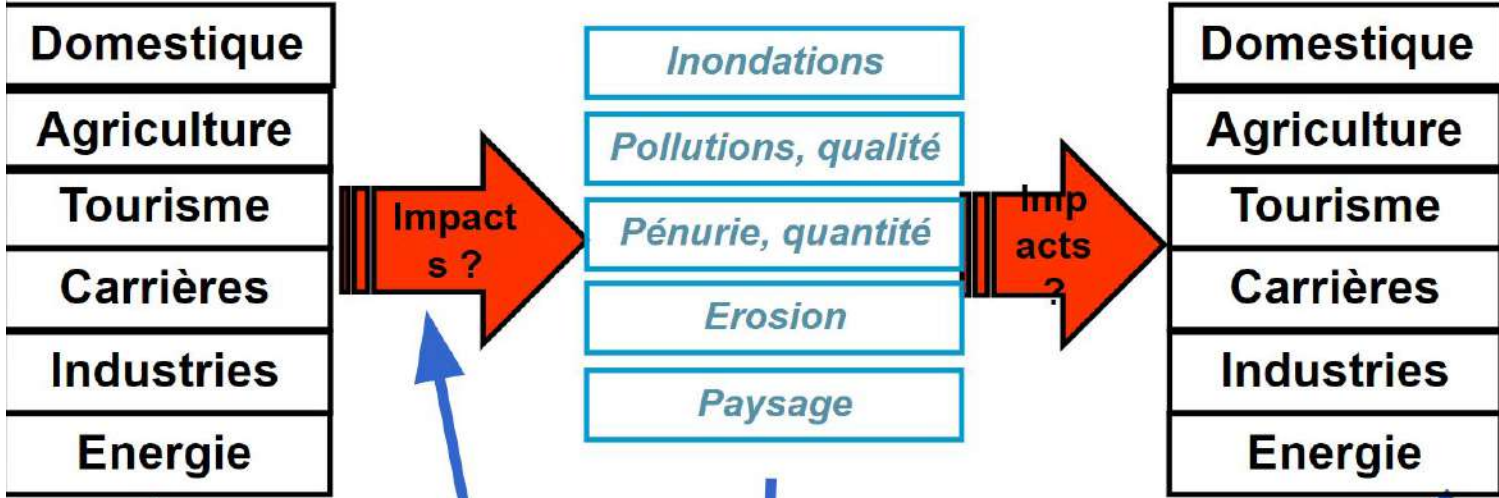 Domestique
Agriculture
Tourisme
Carrières
Industries
Energie
Impact
s ?
Inondations
Pollutions, qualité
Pénurie, quantité
Erosion
Paysage
Imp
acts
?
Domestique
Agriculture
Tourisme
Carrières
Industries
Energie